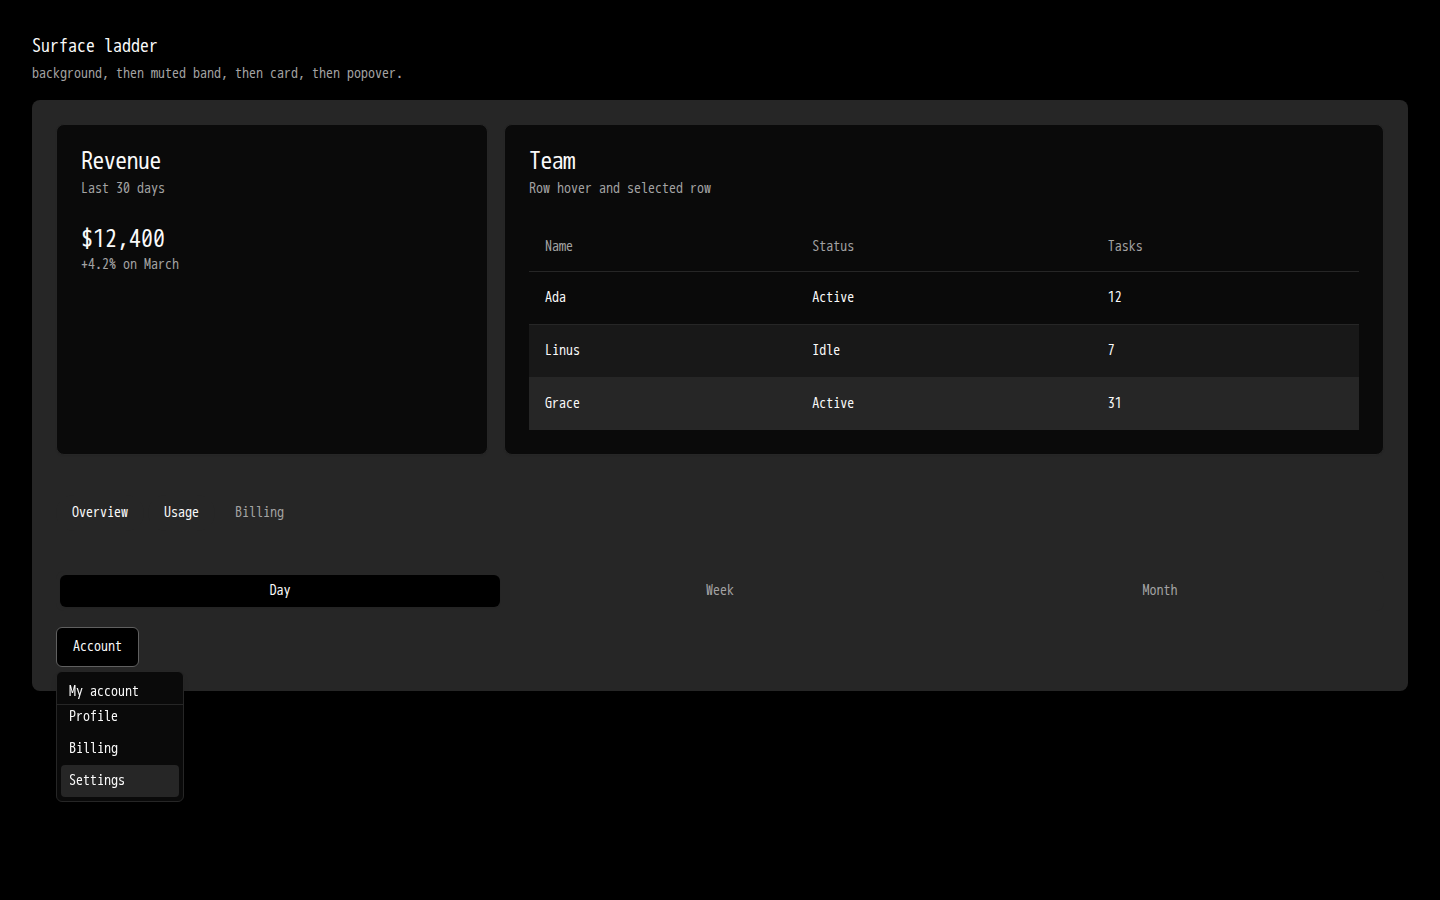 Surface ladder
background, then muted band, then card, then popover.
Revenue
Last 30 days
$12,400
+4.2% on March
Team
Row hover and selected row
Name Status Tasks
Ada Active 12
Linus Idle 7
Grace Active 31
Overview Usage Billing
Day Week Month
Account
My account
Profile
Billing
Settings